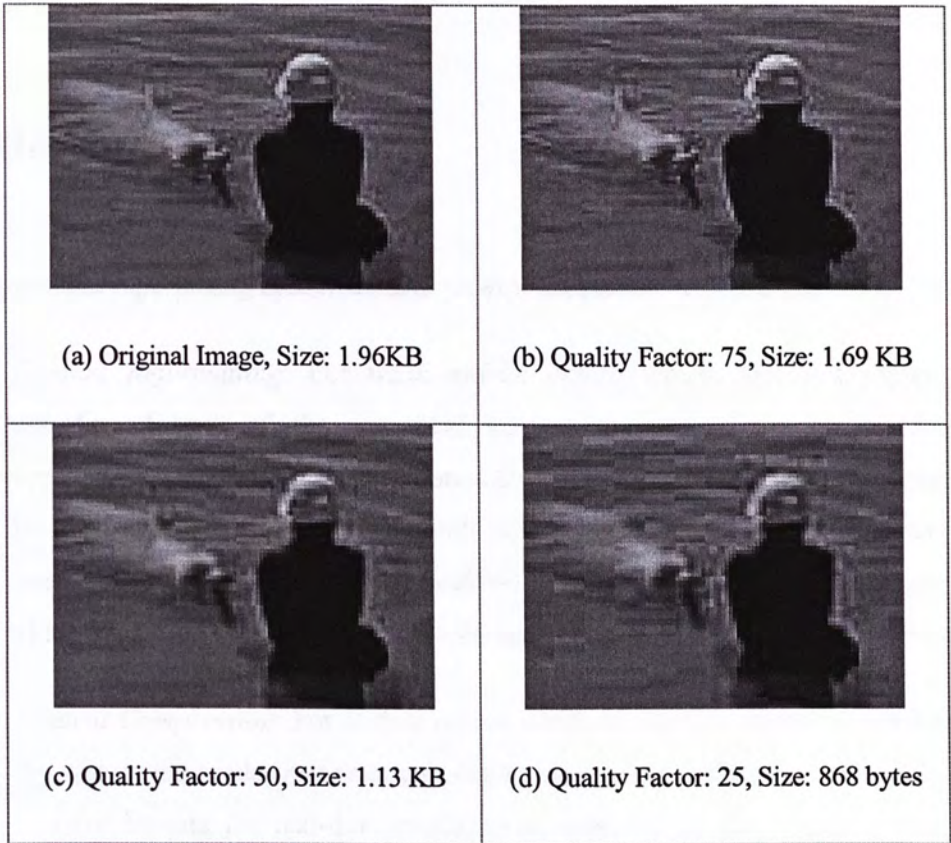 (a) Original Image, Size: 1.96KB
(b) Quality Factor: 75, Size: 1.69 KB
(c) Quality Factor: 50, Size: 1.13 KB
(d) Quality Factor: 25, Size: 868 bytes